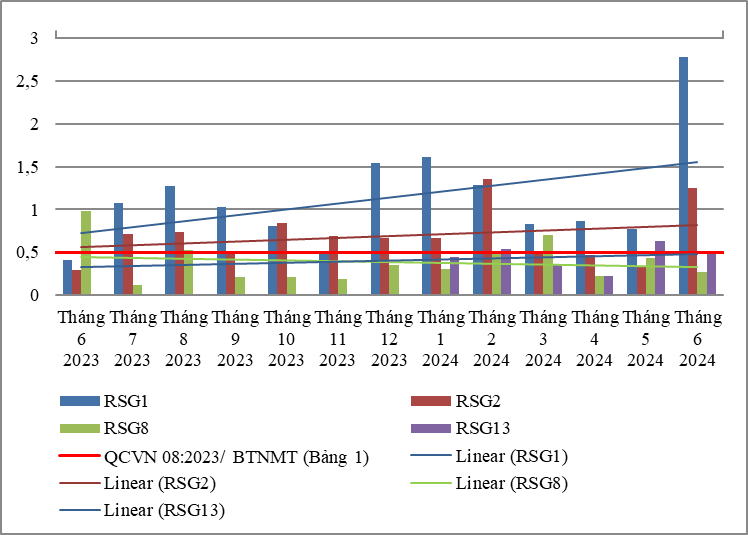 3
2,5
2
1,5
1
0,5
0
Tháng 6 2023
Tháng 7 2023
Tháng 8 2023
Tháng 9 2023
Tháng 10 2023
Tháng 11 2023
Tháng 12 2023
Tháng 1 2024
Tháng 2 2024
Tháng 3 2024
Tháng 4 2024
Tháng 5 2024
Tháng 6 2024
RSG1
RSG2
RSG8
RSG13
QCVN 08:2023/ BTNMT (Bảng 1)
Linear (RSG1)
Linear (RSG2)
Linear (RSG8)
Linear (RSG13)